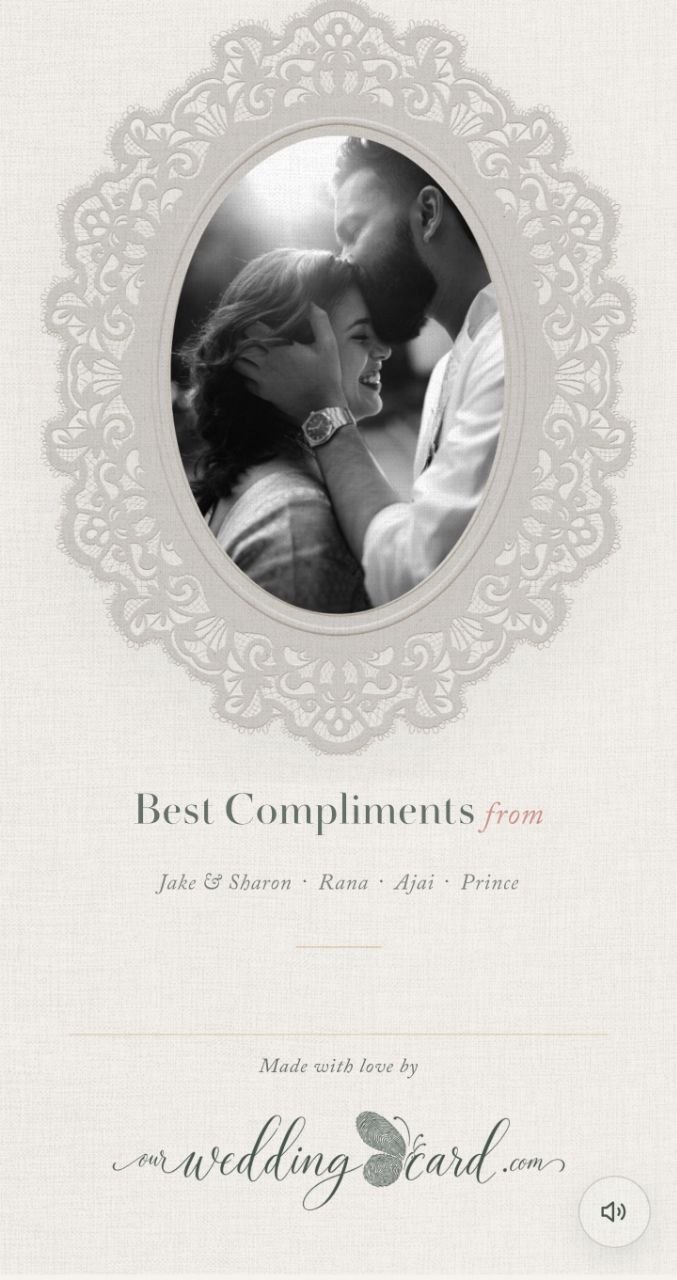 Best Compliments from
Jake & Sharon · Rana · Ajai · Prince
Made with love by
our wedding card .com